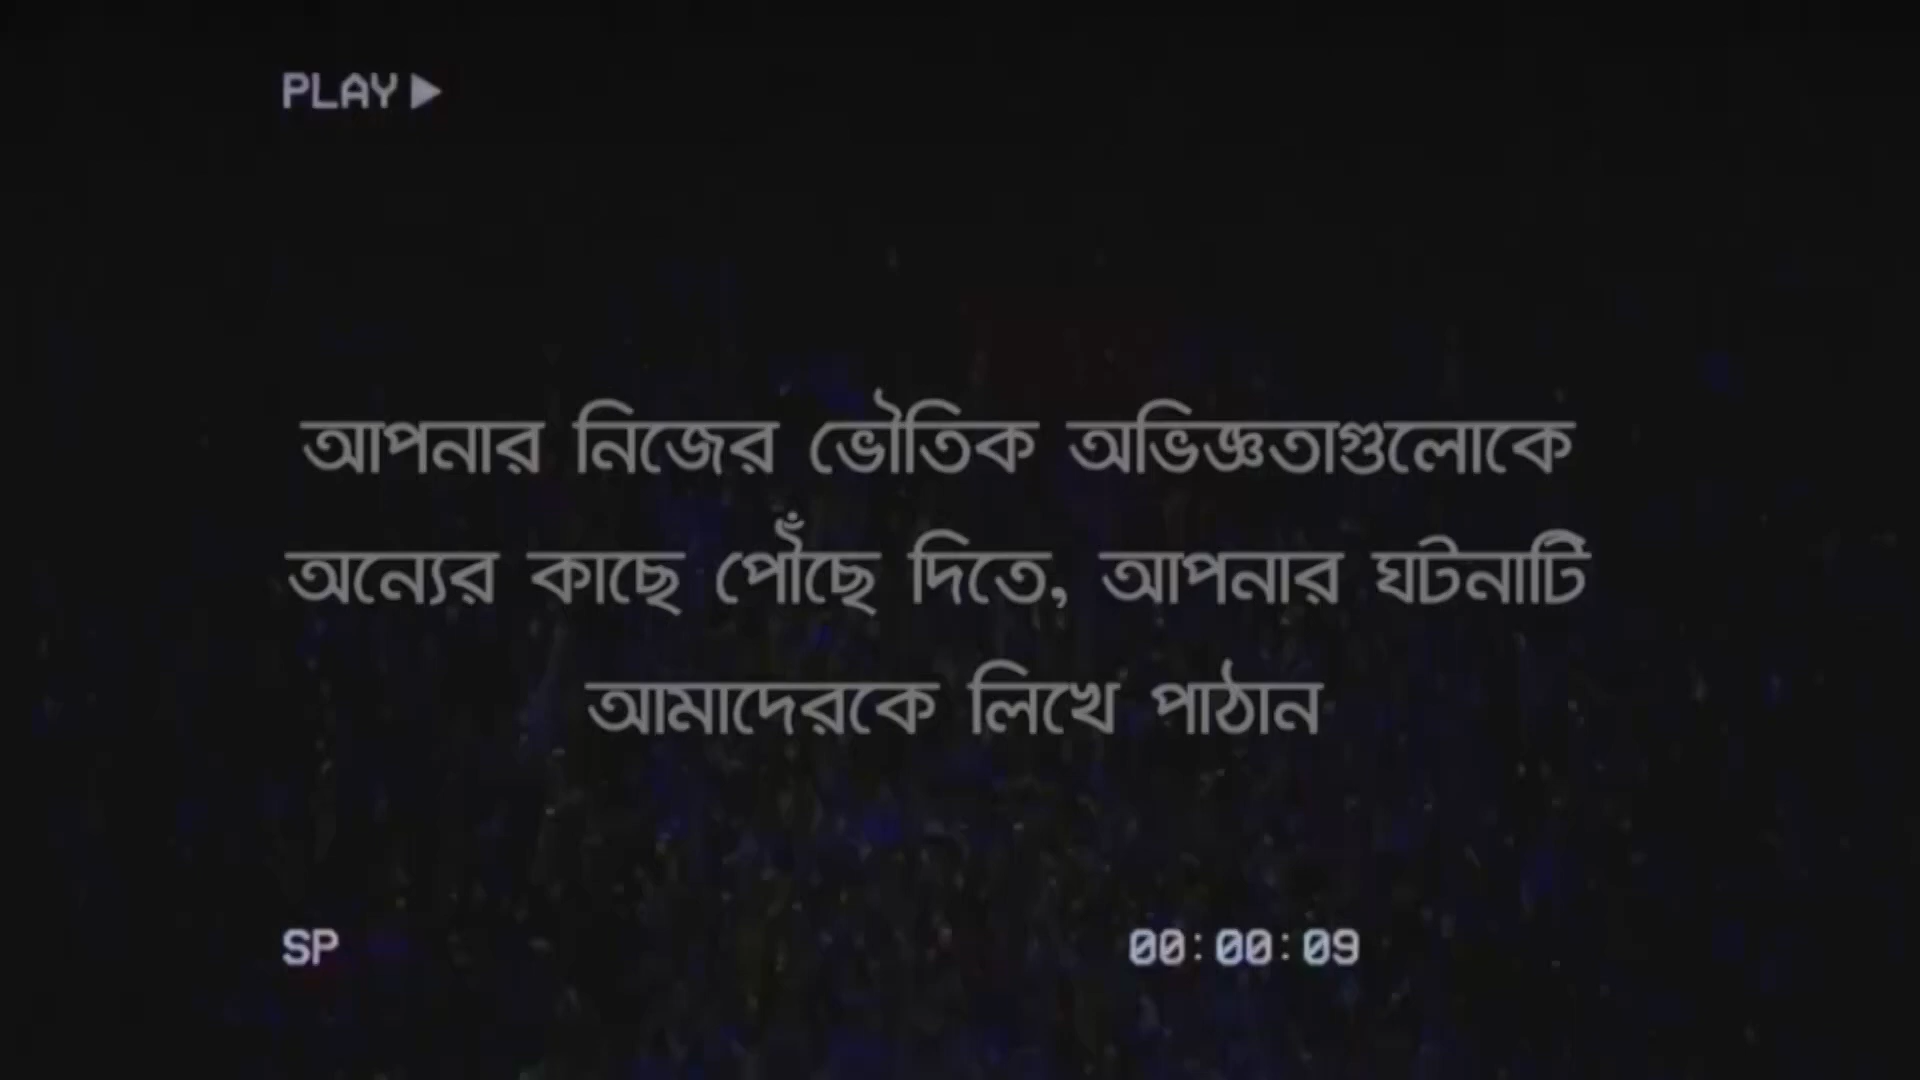 PLAY ▶
আপনার নিজের ভৌতিক অভিজ্ঞতাগুলোকে
অন্যের কাছে পৌঁছে দিতে, আপনার ঘটনাটি
আমাদেরকে লিখে পাঠান
SP 00:00:09